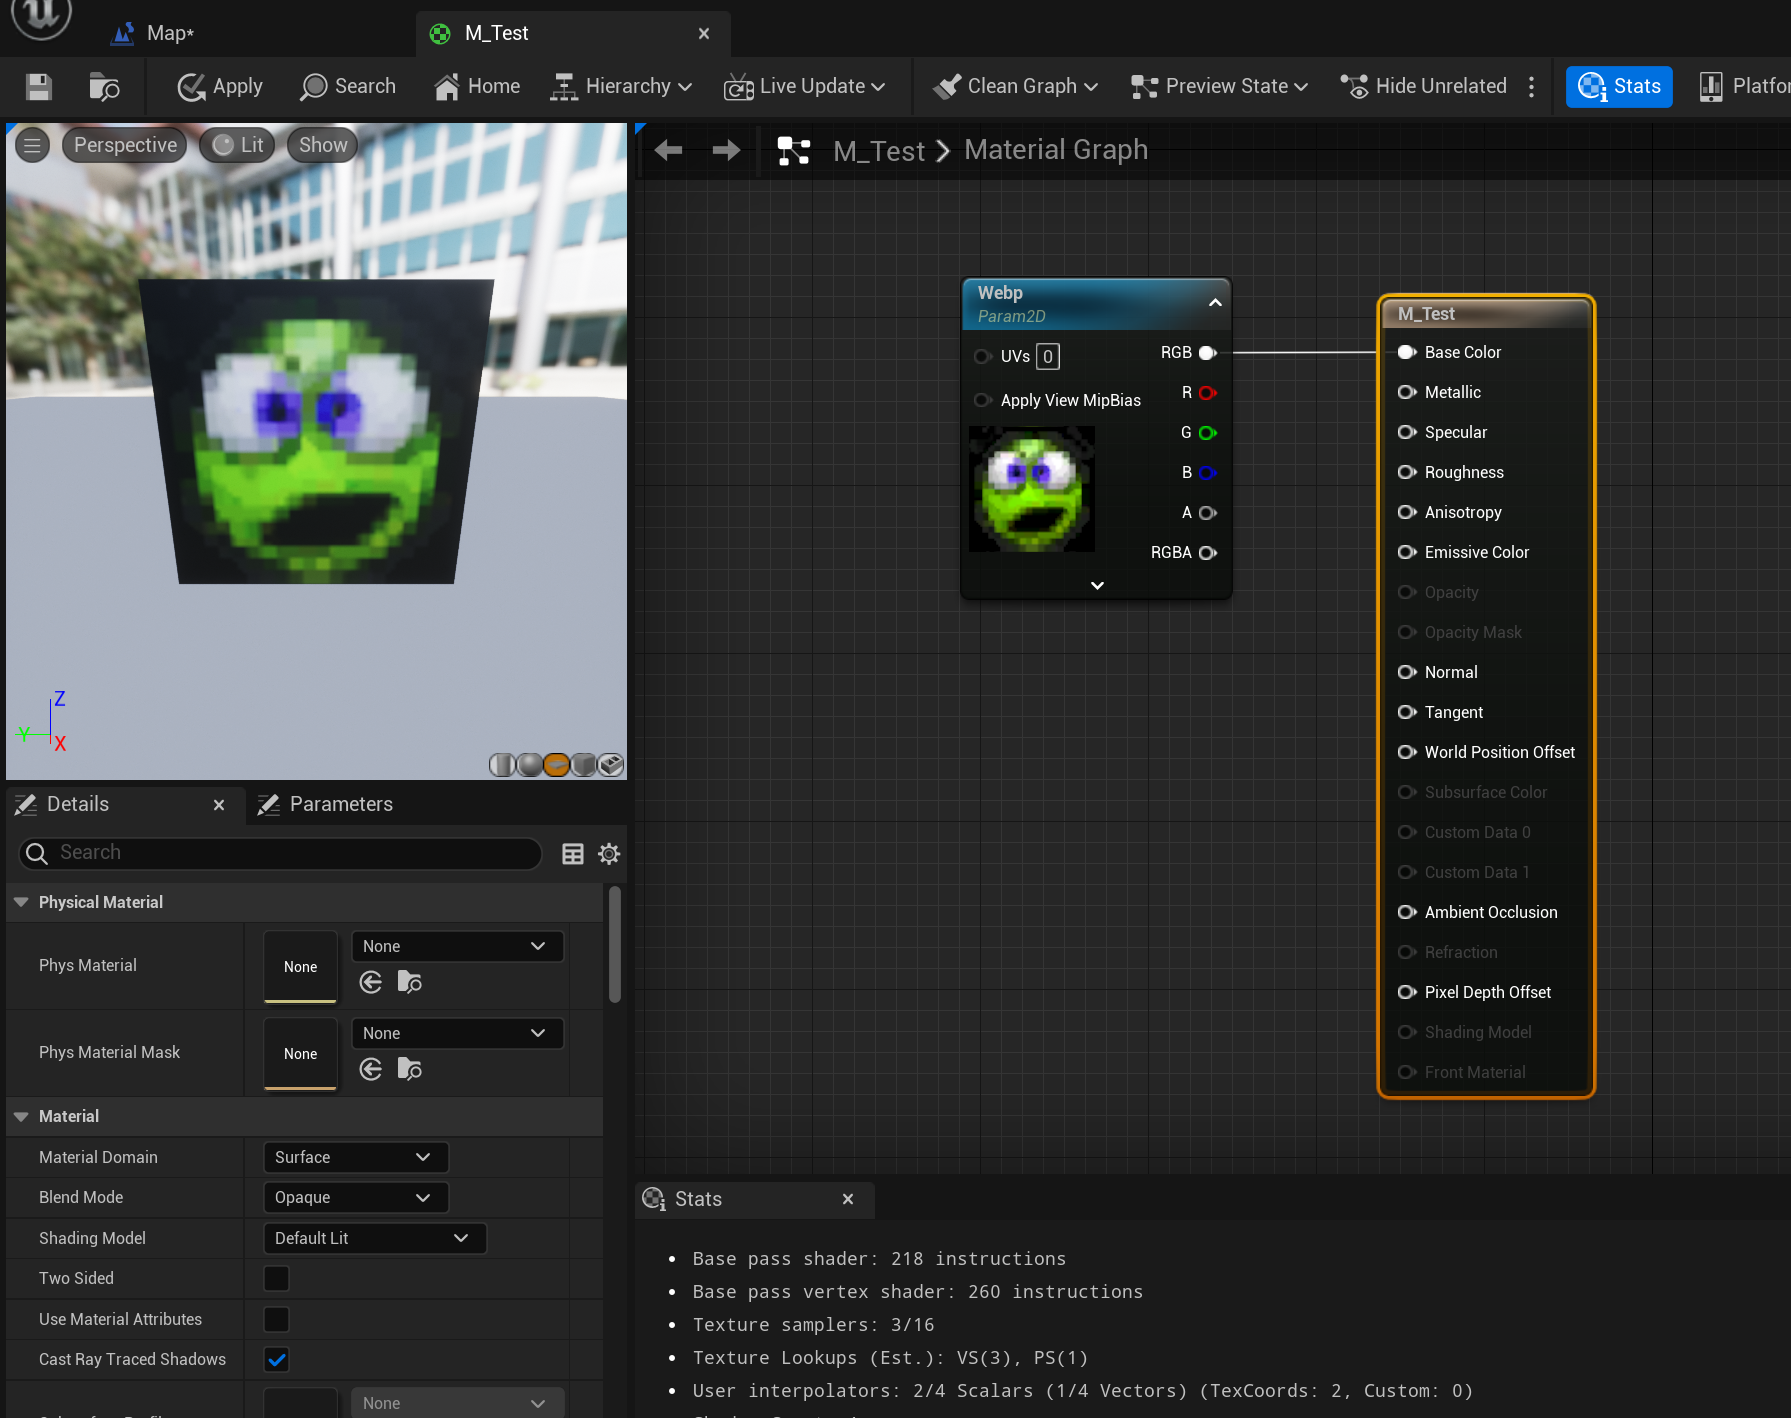 Map*
M_Test
Apply
Search
Home
Hierarchy
Live Update
Clean Graph
Preview State
Hide Unrelated
Stats
Perspective
Lit
Show
M_Test
Material Graph
Webp
Param2D
UVs 0
RGB
Apply View MipBias
R
G
B
A
RGBA
M_Test
Base Color
Metallic
Specular
Roughness
Anisotropy
Emissive Color
Opacity
Opacity Mask
Normal
Tangent
World Position Offset
Subsurface Color
Custom Data 0
Custom Data 1
Ambient Occlusion
Refraction
Pixel Depth Offset
Shading Model
Front Material
Z
Y
X
Details
Parameters
Search
Physical Material
Phys Material
None
None
Phys Material Mask
None
None
Material
Material Domain
Surface
Blend Mode
Opaque
Shading Model
Default Lit
Two Sided
Use Material Attributes
Cast Ray Traced Shadows
None
Stats
• Base pass shader: 218 instructions
• Base pass vertex shader: 260 instructions
• Texture samplers: 3/16
• Texture Lookups (Est.): VS(3), PS(1)
• User interpolators: 2/4 Scalars (1/4 Vectors) (TexCoords: 2, Custom: 0)